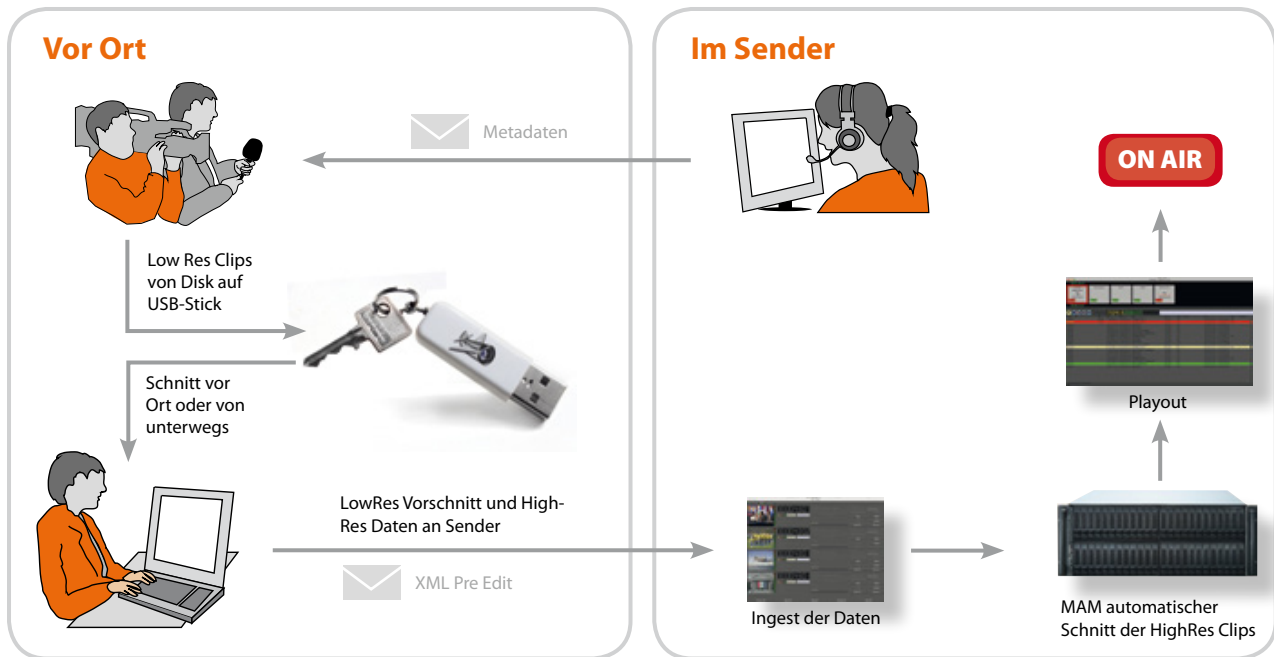 Vor Ort
Im Sender
Metadaten
ON AIR
Low Res Clips
von Disk auf
USB-Stick
Schnitt vor
Ort oder von
unterwegs
Playout
LowRes Vorschnitt und High-
Res Daten an Sender
XML Pre Edit
Ingest der Daten
MAM automatischer
Schnitt der HighRes Clips